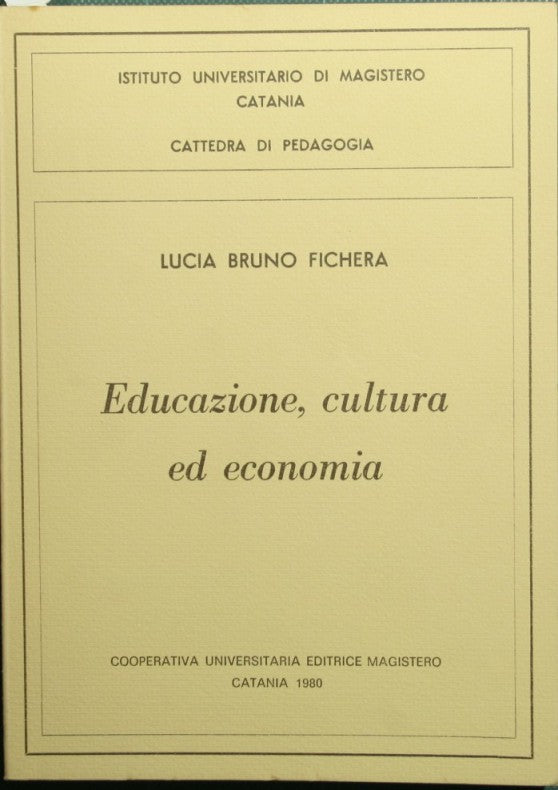 ISTITUTO UNIVERSITARIO DI MAGISTERO
CATANIA
CATTEDRA DI PEDAGOGIA
LUCIA BRUNO FICHERA
Educazione, cultura
ed economia
COOPERATIVA UNIVERSITARIA EDITRICE MAGISTERO
CATANIA 1980